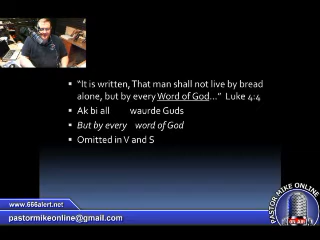 "It is written, That man shall not live by bread
alone, but by every Word of God..." Luke 4:4
Ak bi all waurde Guds
But by every word of God
Omitted in V and S
www.666alert.net
pastormikeonline@gmail.com
PASTOR MIKE ONLINE
ON AIR